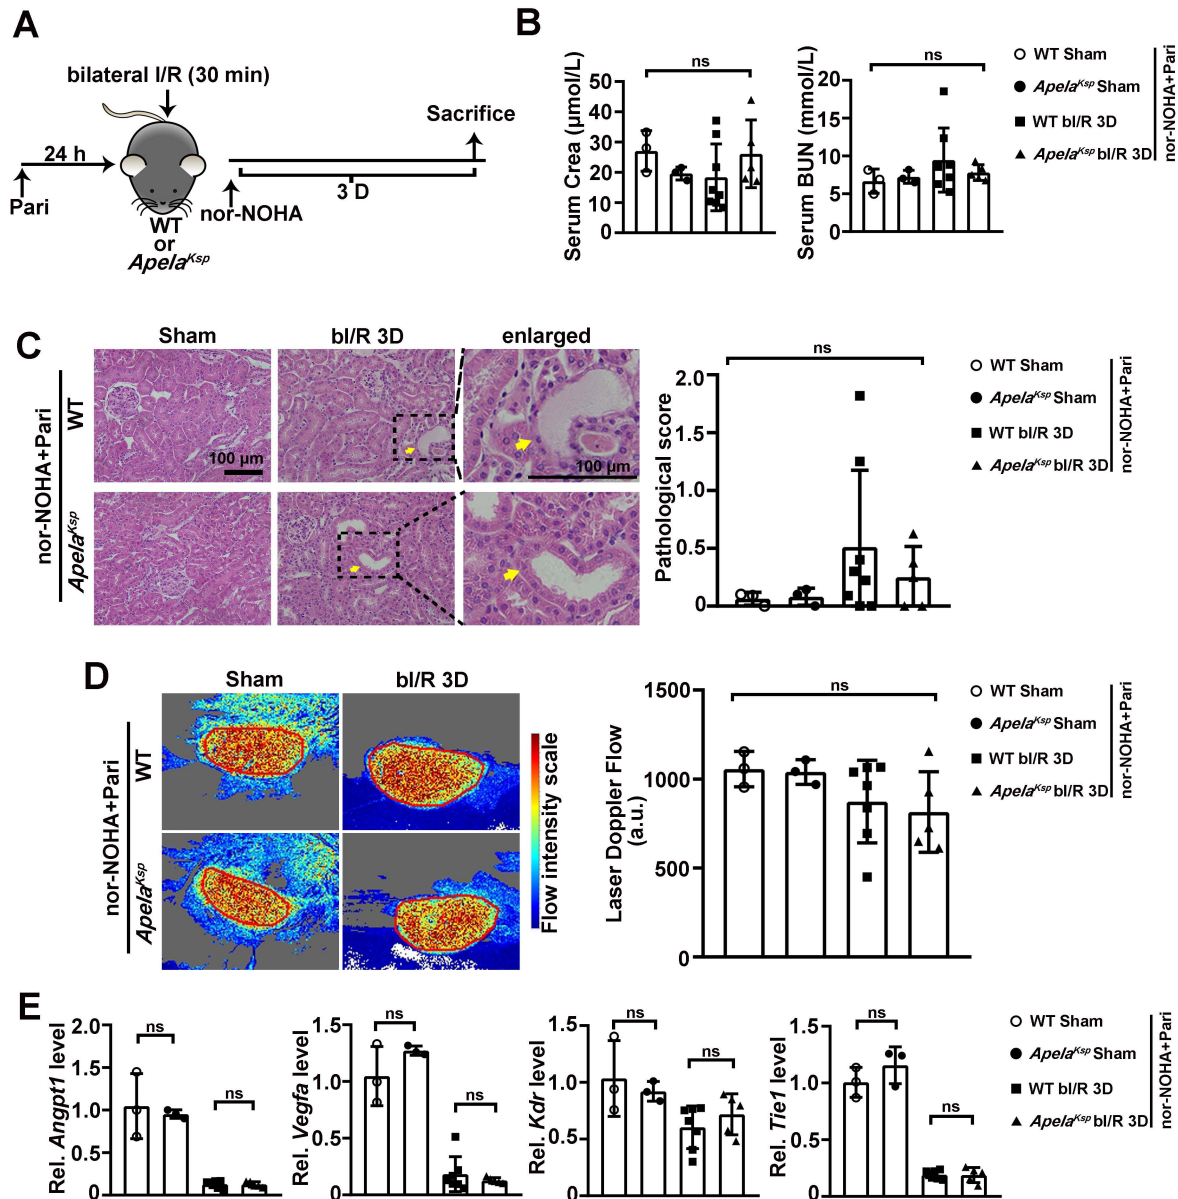 A
bilateral I/R (30 min)
Sacrifice
24 h
Pari
nor-NOHA
3 D
WT
or
Apela^Ksp
B
Serum Crea (μmol/L)
50
40
30
20
10
0
ns
Serum BUN (mmol/L)
20
15
10
5
0
ns
WT Sham
Apela^Ksp Sham
WT bI/R 3D
Apela^Ksp bI/R 3D
nor-NOHA+Pari
C
Sham
bI/R 3D
enlarged
nor-NOHA+Pari
WT
Apela^Ksp
100 μm
100 μm
Pathological score
2.0
1.5
1.0
0.5
0
ns
WT Sham
Apela^Ksp Sham
WT bI/R 3D
Apela^Ksp bI/R 3D
nor-NOHA+Pari
D
Sham
bI/R 3D
nor-NOHA+Pari
WT
Apela^Ksp
Flow intensity scale
Laser Doppler Flow
(a.u.)
1500
1000
500
0
ns
WT Sham
Apela^Ksp Sham
WT bI/R 3D
Apela^Ksp bI/R 3D
nor-NOHA+Pari
E
Rel. Angpt1 level
2.0
1.5
1.0
0.5
0
ns
ns
Rel. Vegfa level
1.5
1.0
0.5
0
ns
ns
Rel. Kdr level
1.5
1.0
0.5
0
ns
ns
Rel. Tie1 level
1.5
1.0
0.5
0
ns
ns
WT Sham
Apela^Ksp Sham
WT bI/R 3D
Apela^Ksp bI/R 3D
nor-NOHA+Pari